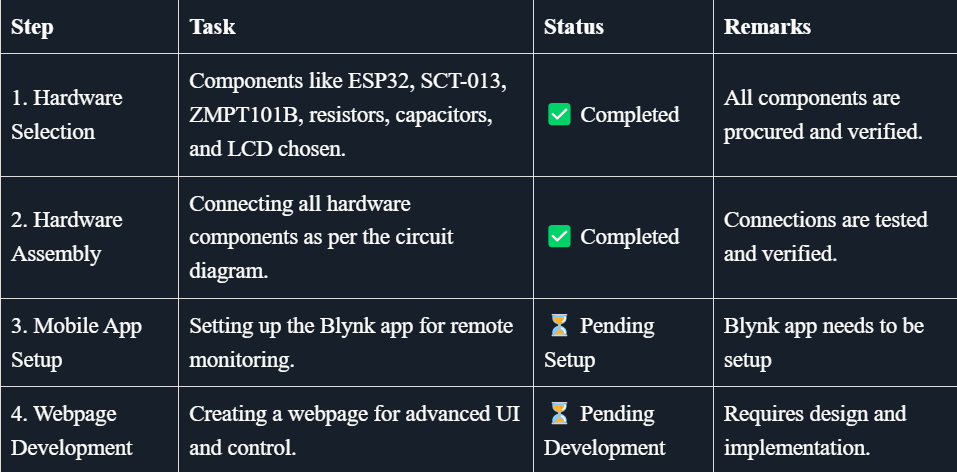 Step Task Status Remarks
1. Hardware
Selection
Components like ESP32, SCT-013,
ZMPT101B, resistors, capacitors,
and LCD chosen.
✅ Completed
All components are
procured and verified.
2. Hardware
Assembly
Connecting all hardware
components as per the circuit
diagram.
✅ Completed
Connections are tested
and verified.
3. Mobile App
Setup
Setting up the Blynk app for remote
monitoring.
⏳ Pending
Setup
Blynk app needs to be
setup
4. Webpage
Development
Creating a webpage for advanced UI
and control.
⏳ Pending
Development
Requires design and
implementation.